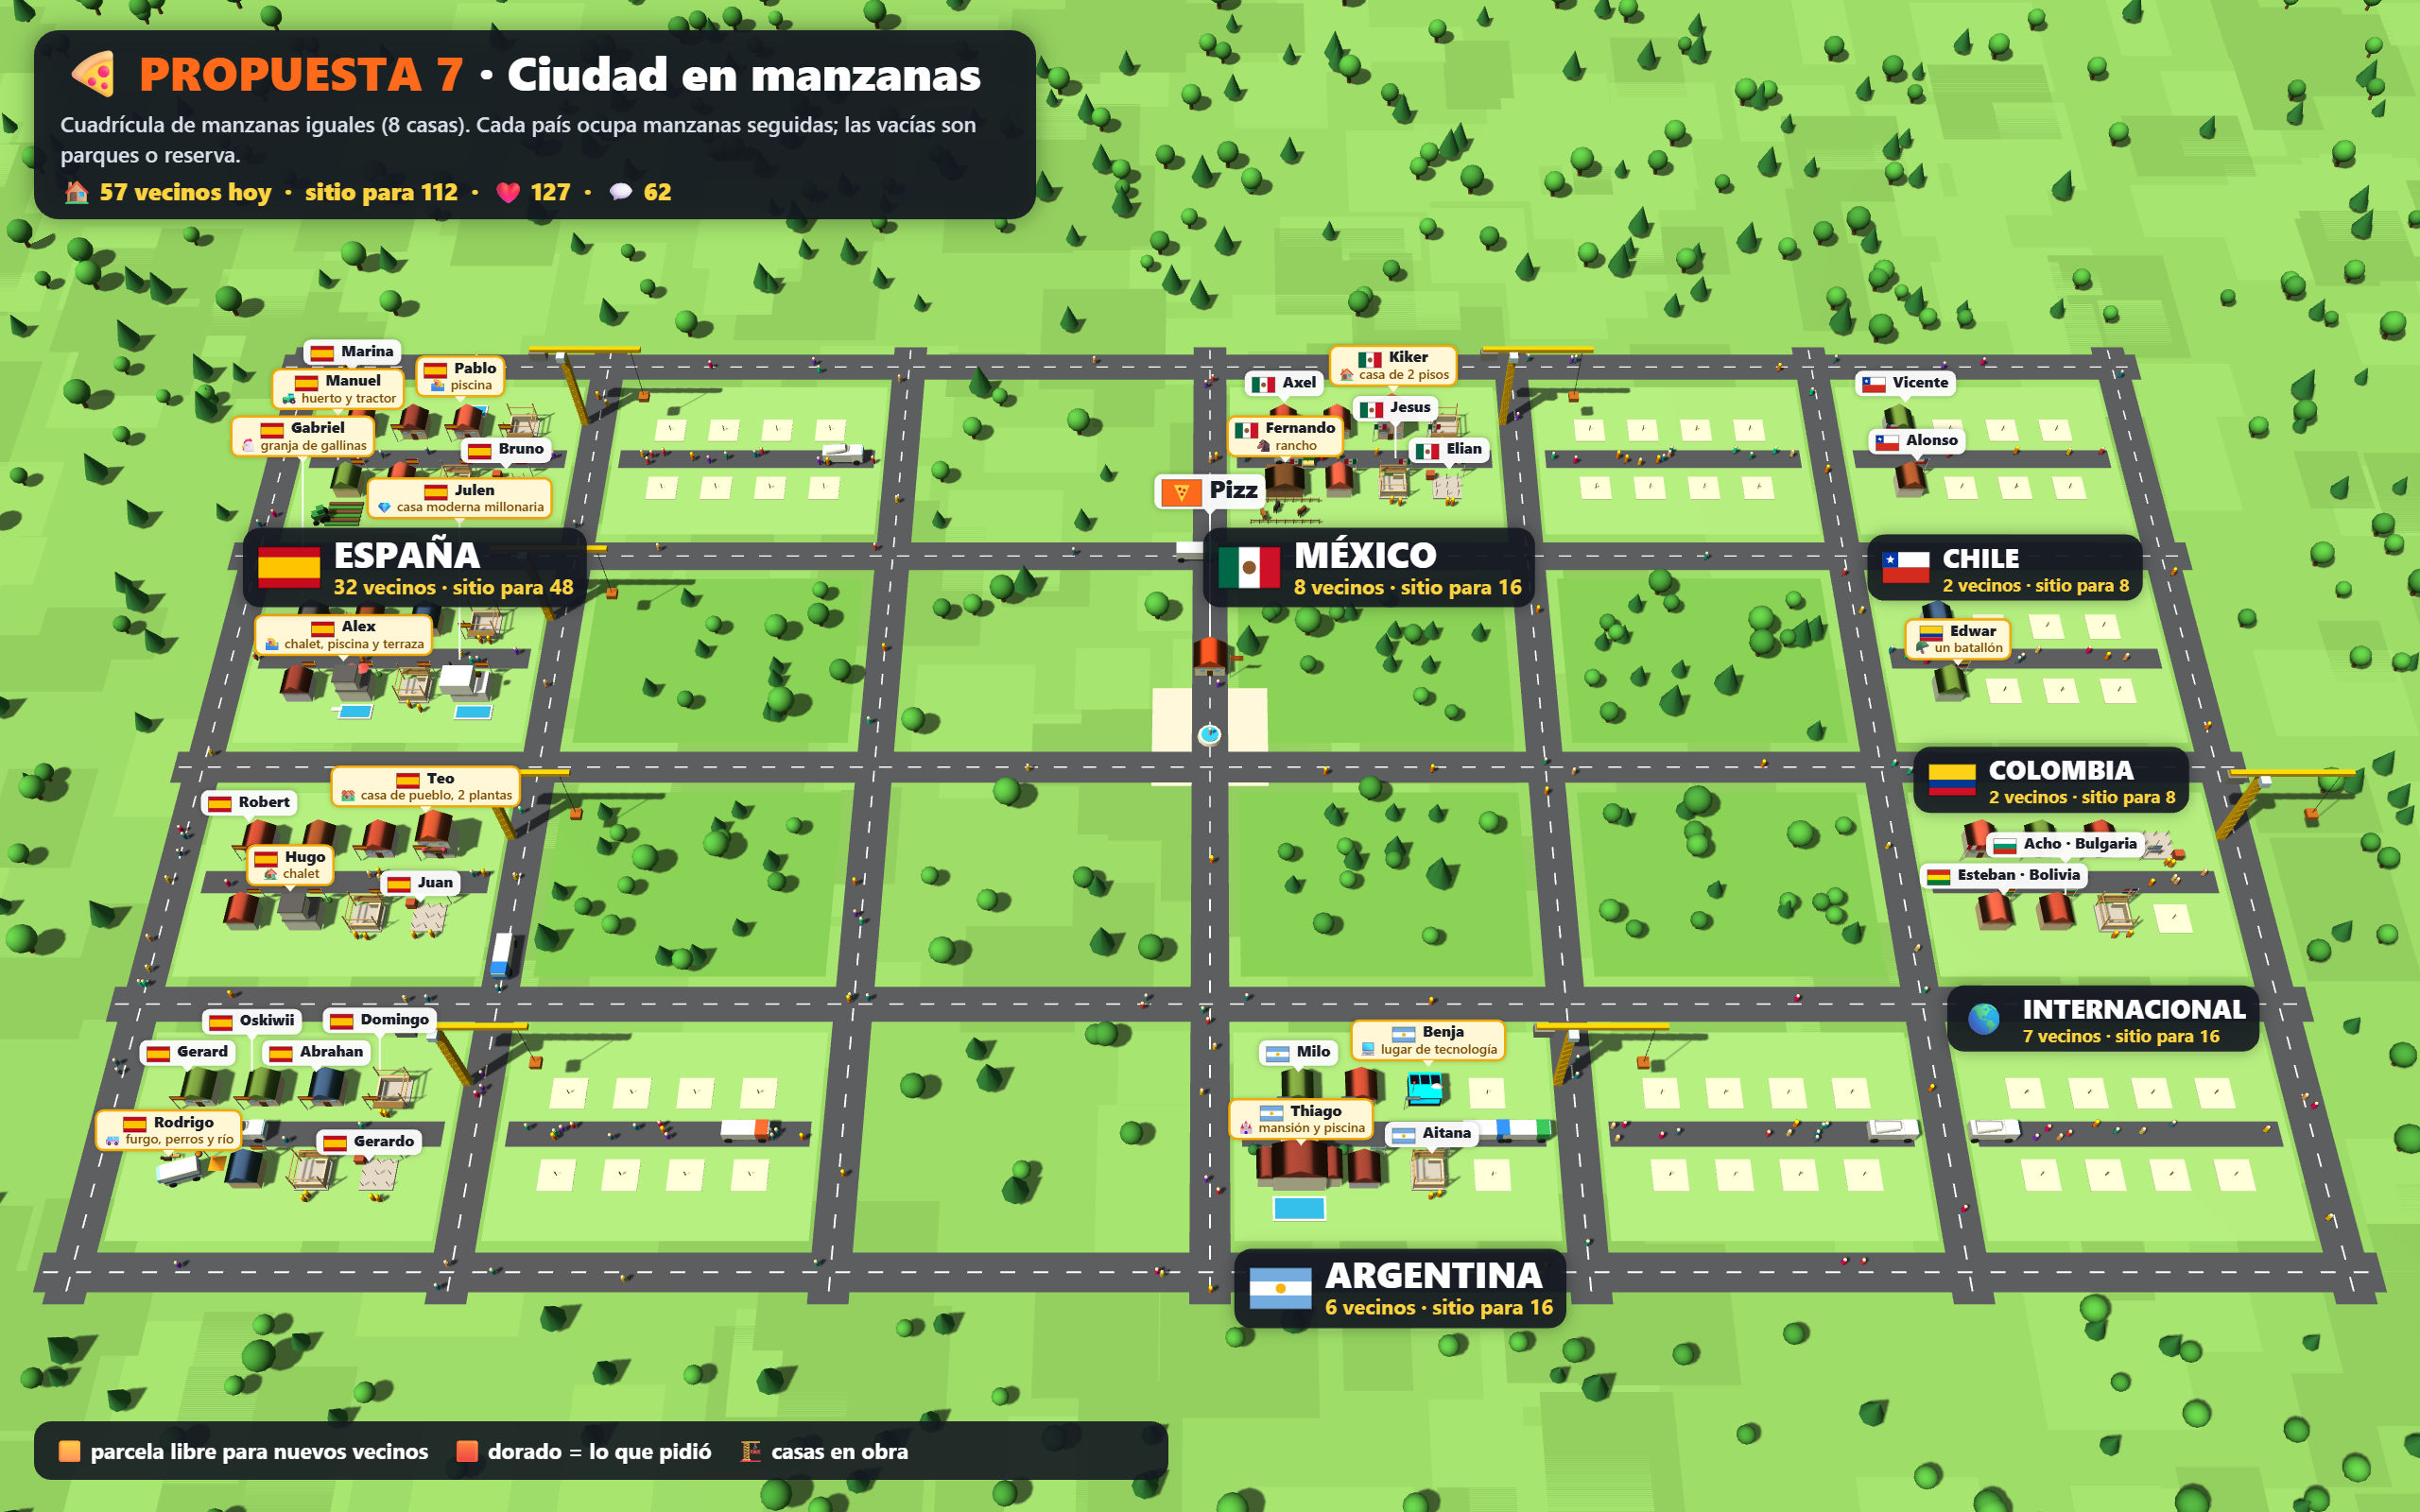 PROPUESTA 7 · Ciudad en manzanas
Cuadrícula de manzanas iguales (8 casas). Cada país ocupa manzanas seguidas; las vacías son
parques o reserva.
57 vecinos hoy · sitio para 112 · 127 · 62
Marina
Manuel
huerto y tractor
Pablo
piscina
Gabriel
granja de gallinas
Bruno
Julen
casa moderna millonaria
ESPAÑA
32 vecinos · sitio para 48
Alex
chalet, piscina y terraza
Robert
Teo
casa de pueblo, 2 plantas
Hugo
chalet
Juan
Oskiwii
Domingo
Gerard
Abrahan
Rodrigo
furgo, perros y río
Gerardo
Pizz
Axel
Kiker
casa de 2 pisos
Jesus
Fernando
rancho
Elian
MÉXICO
8 vecinos · sitio para 16
Vicente
Alonso
CHILE
2 vecinos · sitio para 8
Edwar
un batallón
COLOMBIA
2 vecinos · sitio para 8
Acho · Bulgaria
Esteban · Bolivia
INTERNACIONAL
7 vecinos · sitio para 16
Milo
Benja
lugar de tecnología
Thiago
mansión y piscina
Aitana
ARGENTINA
6 vecinos · sitio para 16
parcela libre para nuevos vecinos dorado = lo que pidió casas en obra